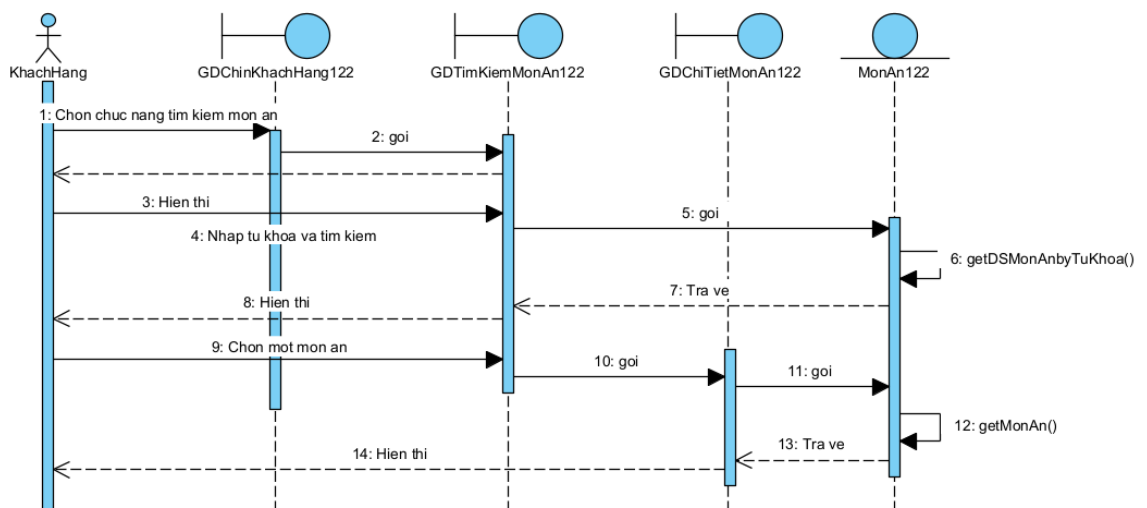 KhachHang
GDChinKhachHang122
GDTimKiemMonAn122
GDChiTietMonAn122
MonAn122
1: Chon chuc nang tim kiem mon an
2: goi
3: Hien thi
4: Nhap tu khoa va tim kiem
5: goi
6: getDSMonAnbyTuKhoa()
7: Tra ve
8: Hien thi
9: Chon mot mon an
10: goi
11: goi
12: getMonAn()
13: Tra ve
14: Hien thi